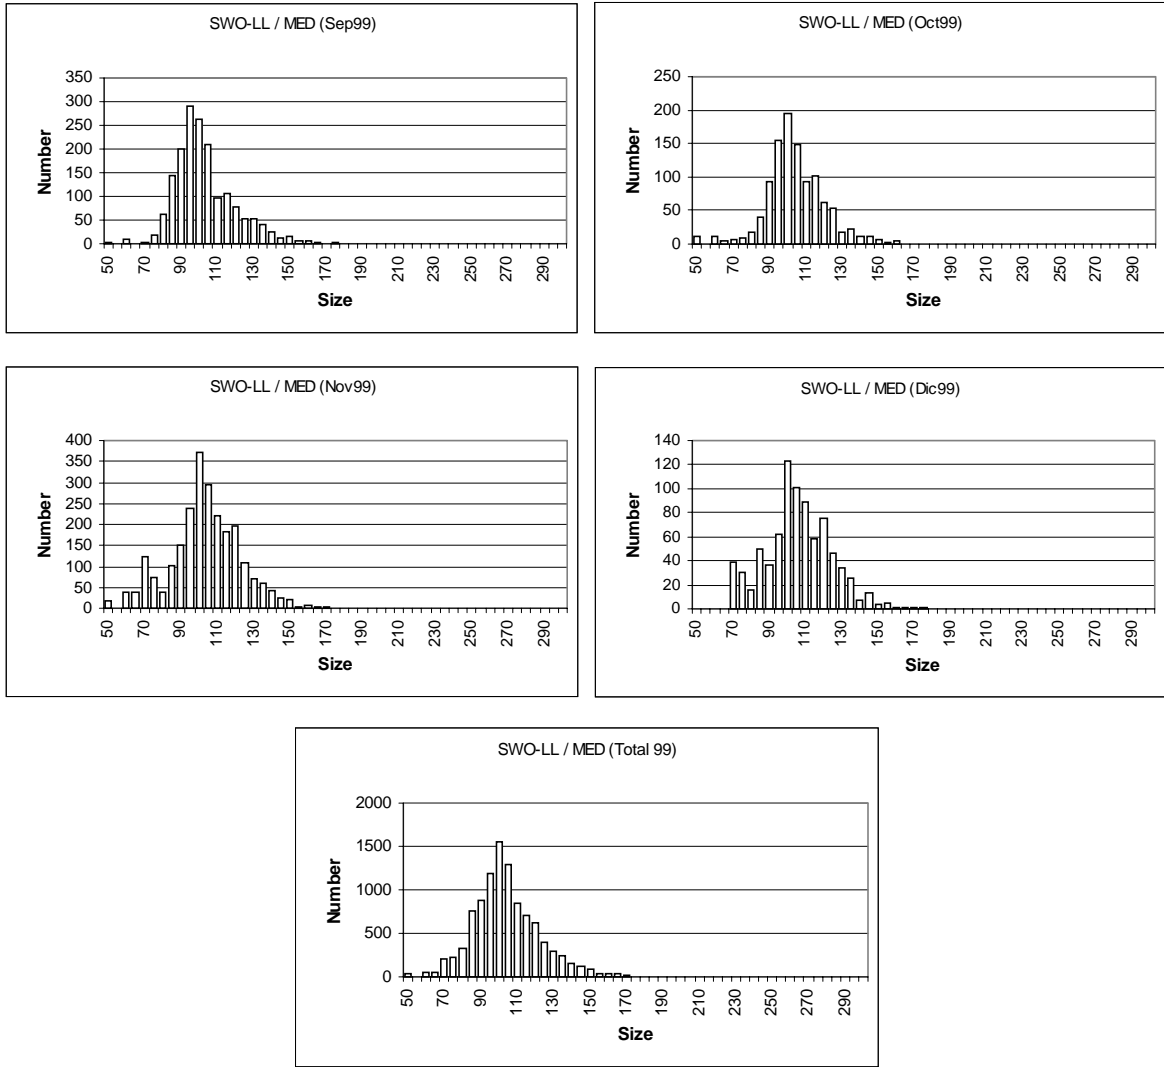 SWO-LL / MED (Sep99)
350
300
250
200
150
100
50
0
Number
50 70 90 110 130 150 170 190 210 230 250 270 290
Size
SWO-LL / MED (Oct99)
250
200
150
100
50
0
Number
50 70 90 110 130 150 170 190 210 230 250 270 290
Size
SWO-LL / MED (Nov99)
400
350
300
250
200
150
100
50
0
Number
50 70 90 110 130 150 170 190 210 230 250 270 290
Size
SWO-LL / MED (Dic99)
140
120
100
80
60
40
20
0
Number
50 70 90 110 130 150 170 190 210 230 250 270 290
Size
SWO-LL / MED (Total 99)
2000
1500
1000
500
0
Number
50 70 90 110 130 150 170 190 210 230 250 270 290
Size